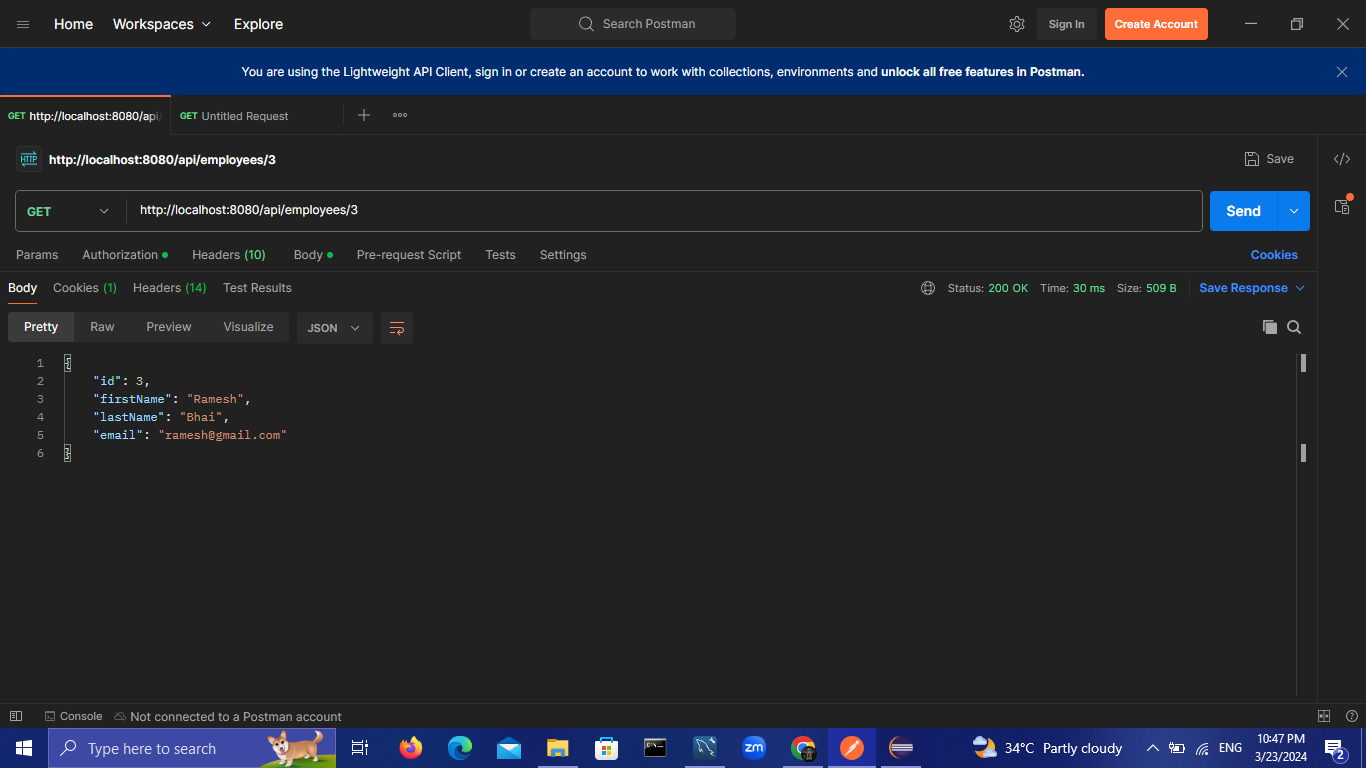 Home Workspaces Explore Search Postman Sign In Create Account
You are using the Lightweight API Client, sign in or create an account to work with collections, environments and unlock all free features in Postman.
GET http://localhost:8080/api/ GET Untitled Request
HTTP http://localhost:8080/api/employees/3 Save
GET http://localhost:8080/api/employees/3 Send
Params Authorization Headers (10) Body Pre-request Script Tests Settings Cookies
Body Cookies (1) Headers (14) Test Results Status: 200 OK Time: 30 ms Size: 509 B Save Response
Pretty Raw Preview Visualize JSON
1 {
2 "id": 3,
3 "firstName": "Ramesh",
4 "lastName": "Bhai",
5 "email": "ramesh@gmail.com"
6 }
Console Not connected to a Postman account
Type here to search zm 34°C Partly cloudy ENG 10:47 PM
3/23/2024 2